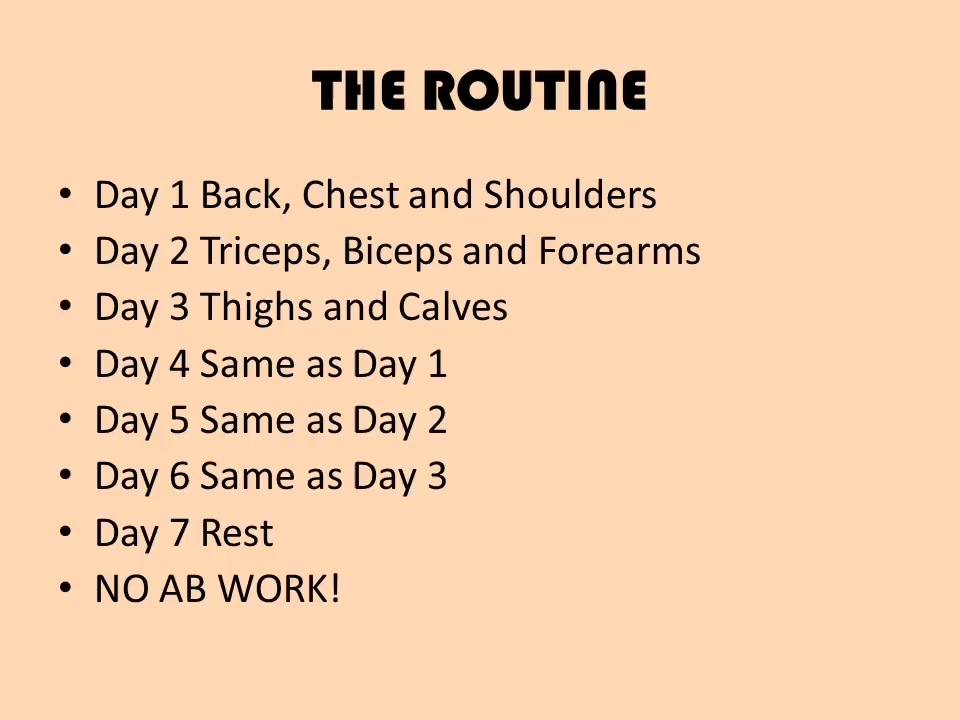 THE ROUTINE
• Day 1 Back, Chest and Shoulders
• Day 2 Triceps, Biceps and Forearms
• Day 3 Thighs and Calves
• Day 4 Same as Day 1
• Day 5 Same as Day 2
• Day 6 Same as Day 3
• Day 7 Rest
• NO AB WORK!